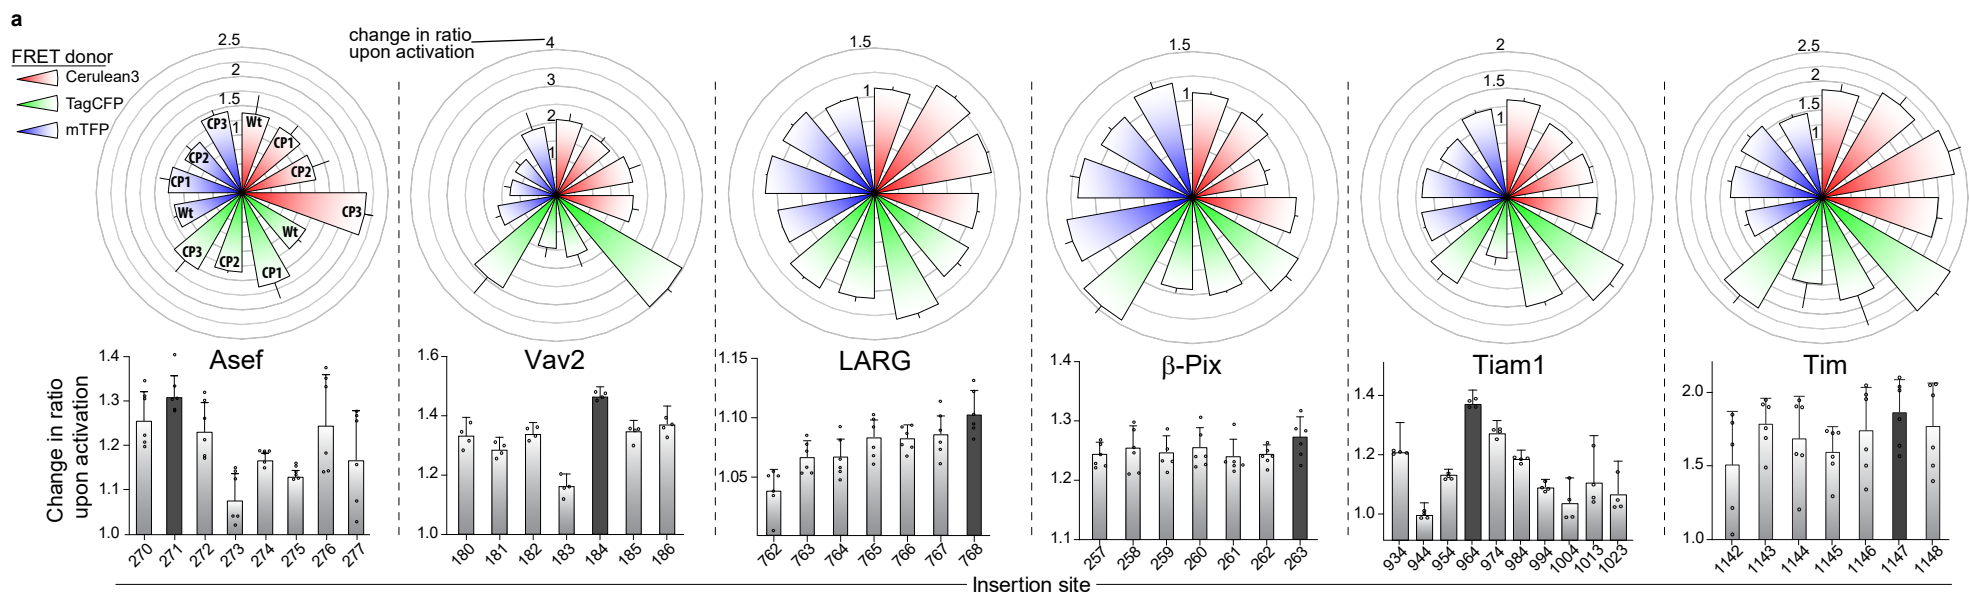 a
FRET donor
Cerulean3
TagCFP
mTFP
change in ratio
upon activation
2.5
2
1.5
1
Wt
CP1
CP2
CP3
Wt
CP1
CP2
CP3
Wt
CP1
CP2
CP3
4
3
2
1
1.5
1
1.5
1
2
1.5
1
2.5
2
1.5
1
Change in ratio
upon activation
Asef
1.4
1.3
1.2
1.1
1.0
270 271 272 273 274 275 276 277
Vav2
1.6
1.4
1.2
1.0
180 181 182 183 184 185 186
LARG
1.15
1.10
1.05
762 763 764 765 766 767 768
β-Pix
1.4
1.3
1.2
1.1
257 258 259 260 261 262 263
Tiam1
1.4
1.2
1.0
934 944 954 964 974 984 994 1004 1013 1023
Tim
2.0
1.5
1.0
1142 1143 1144 1145 1146 1147 1148
Insertion site